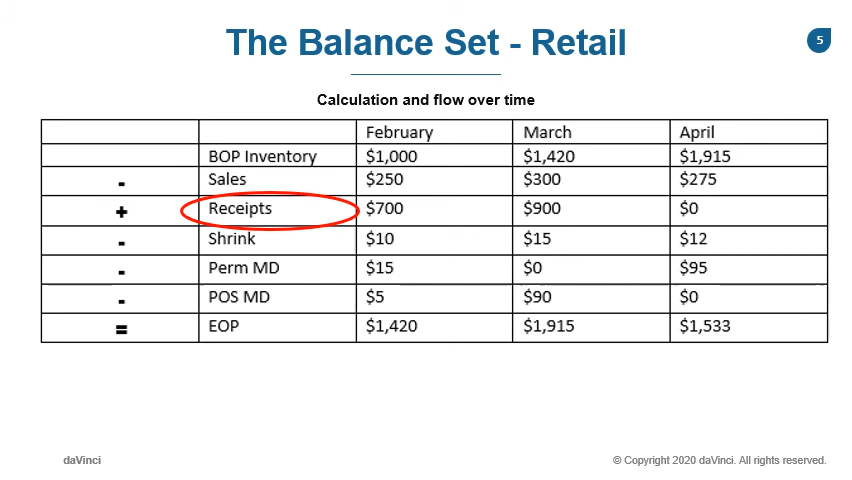 The Balance Set - Retail
5
Calculation and flow over time
February March April
BOP Inventory $1,000 $1,420 $1,915
- Sales $250 $300 $275
+ Receipts $700 $900 $0
- Shrink $10 $15 $12
- Perm MD $15 $0 $95
- POS MD $5 $90 $0
= EOP $1,420 $1,915 $1,533
daVinci © Copyright 2020 daVinci. All rights reserved.